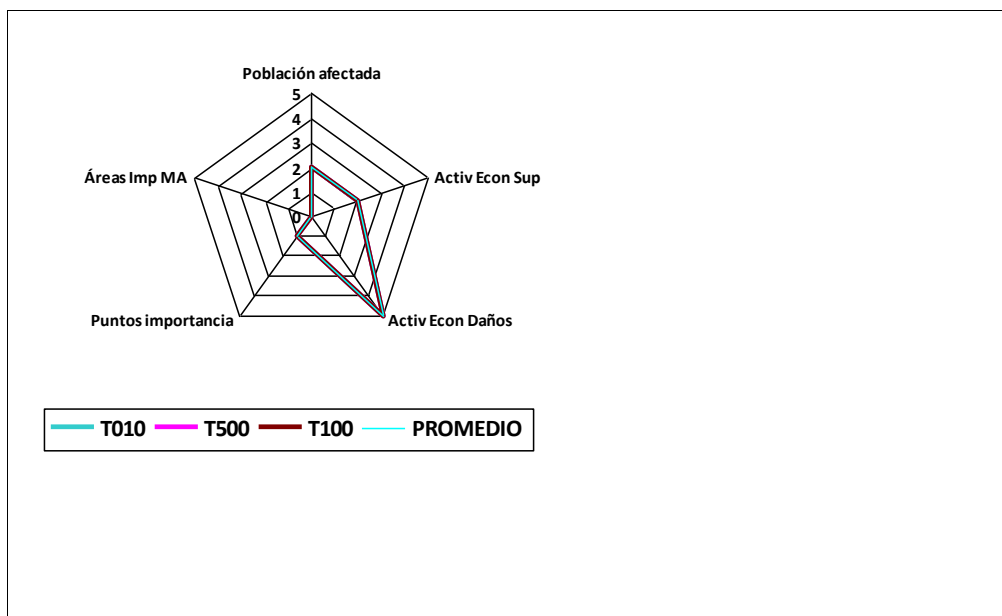 Población afectada
5
4
3
2
1
0
Áreas Imp MA
Activ Econ Sup
Puntos importancia
Activ Econ Daños
T010 T500 T100 PROMEDIO